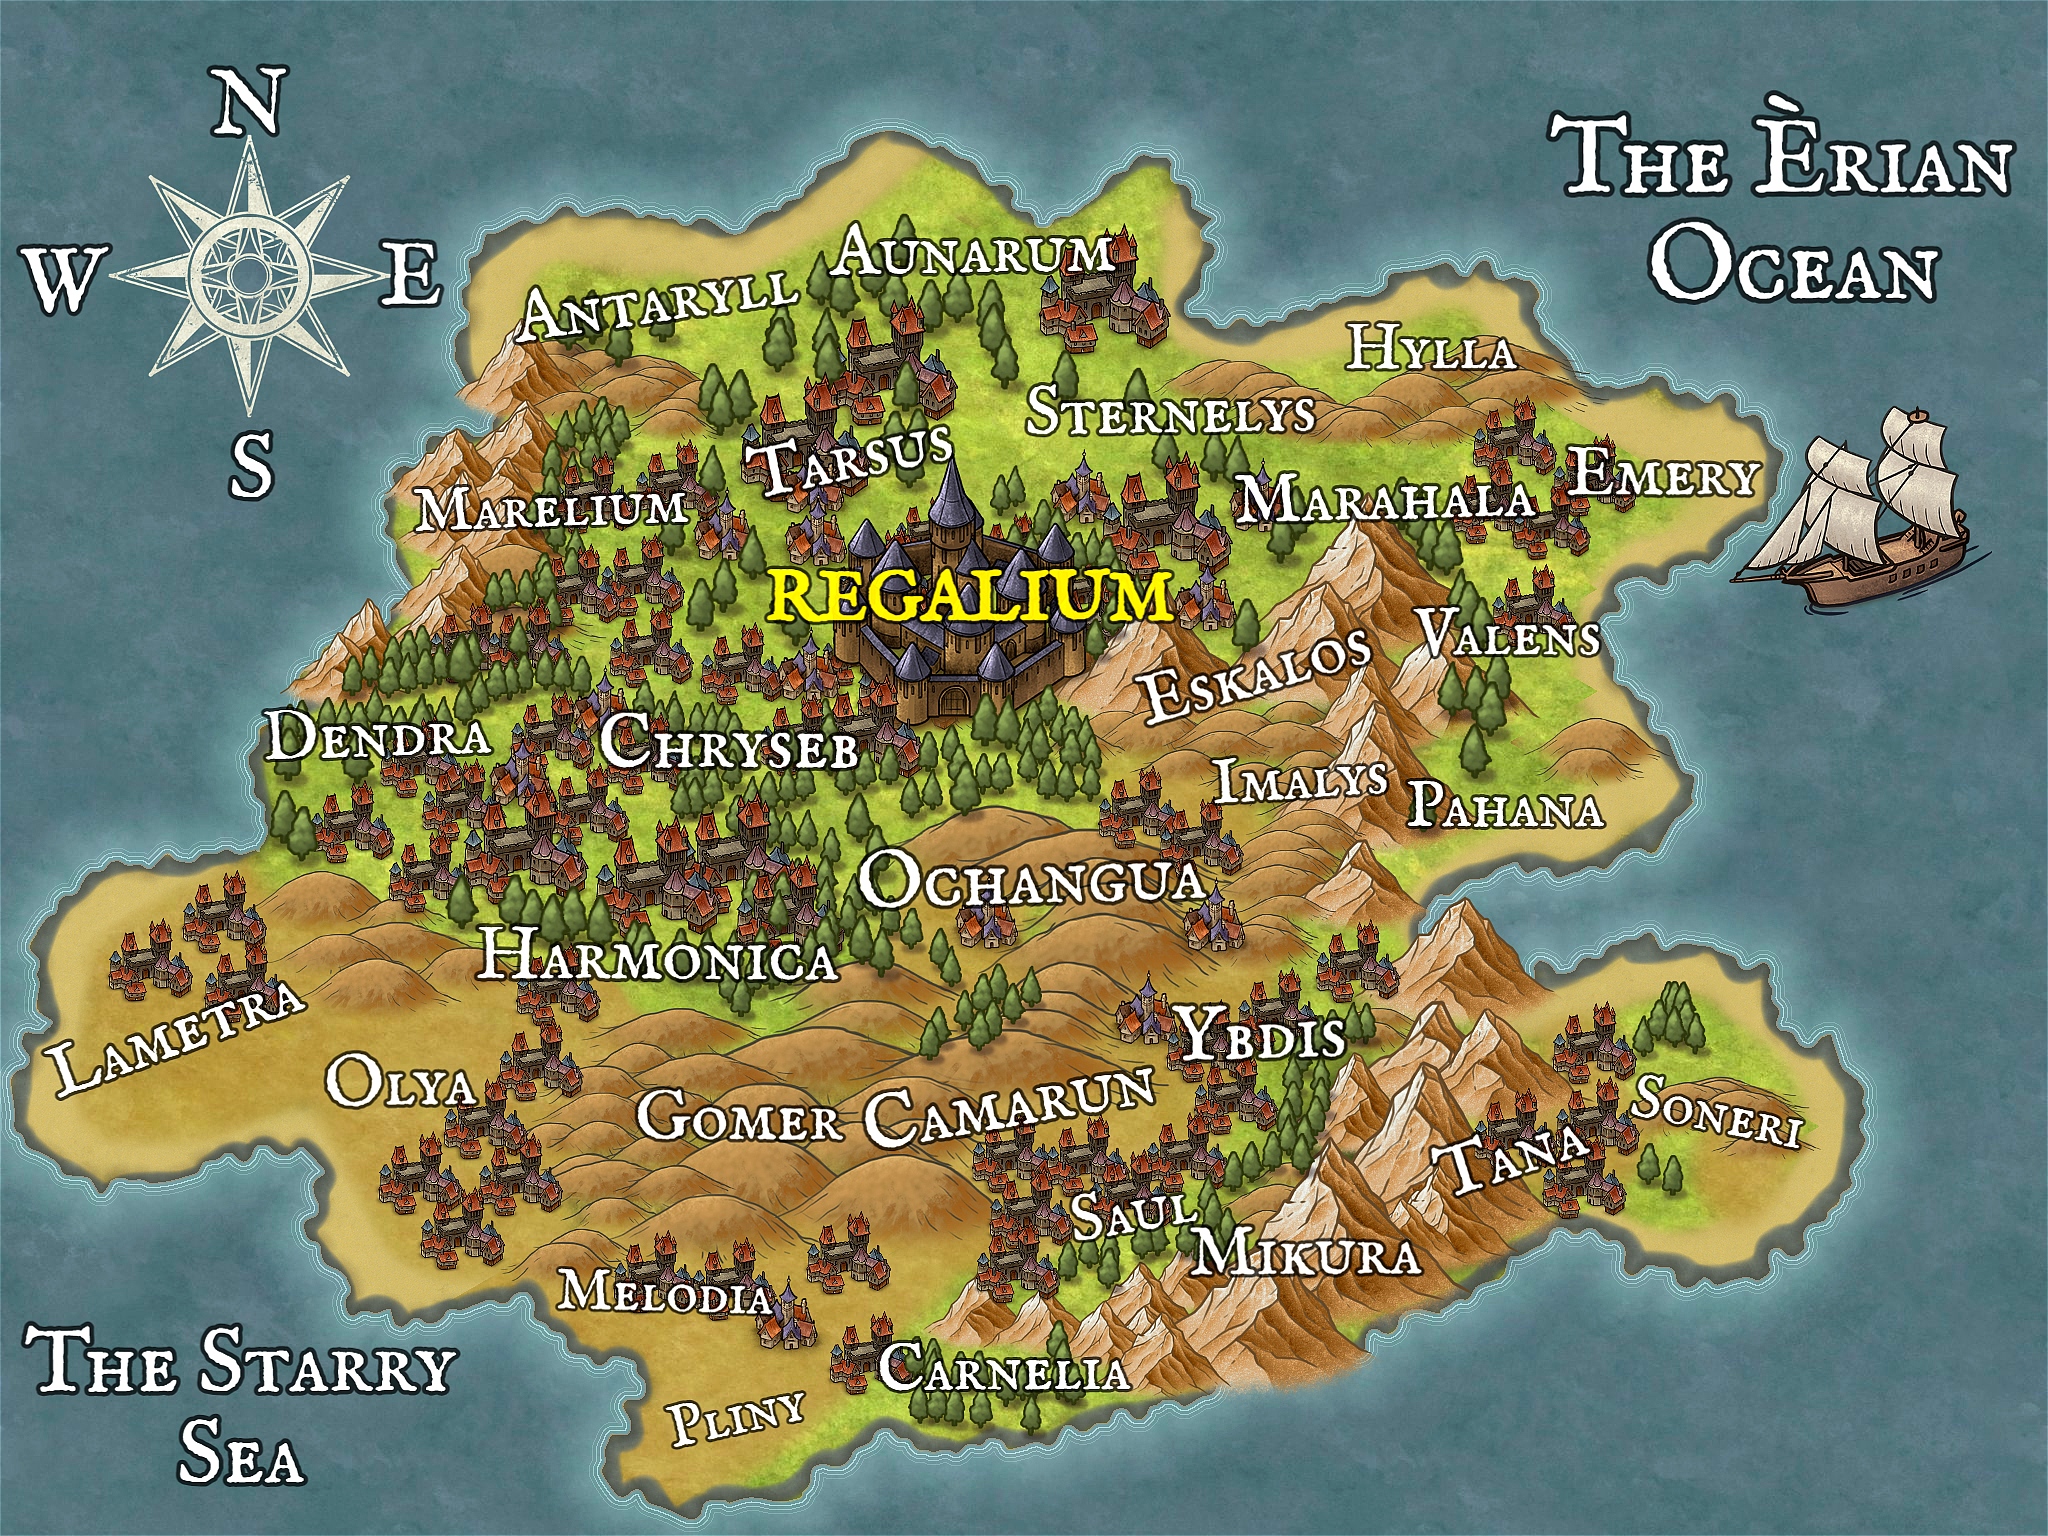 N
W E
S
The Èrian
Ocean
Aunarum
Antaryll
Hylla
Sternelys
Tarsus
Emery
Marahala
Marelium
REGALIUM
Valens
Eskalos
Dendra
Chryseb
Imalys
Pahana
Ochangua
Harmonica
Lametra
Ybdis
Olya
Gomer
Camarun
Soneri
Tana
Saul
Mikura
Melodia
Carnelia
Pliny
The Starry
Sea